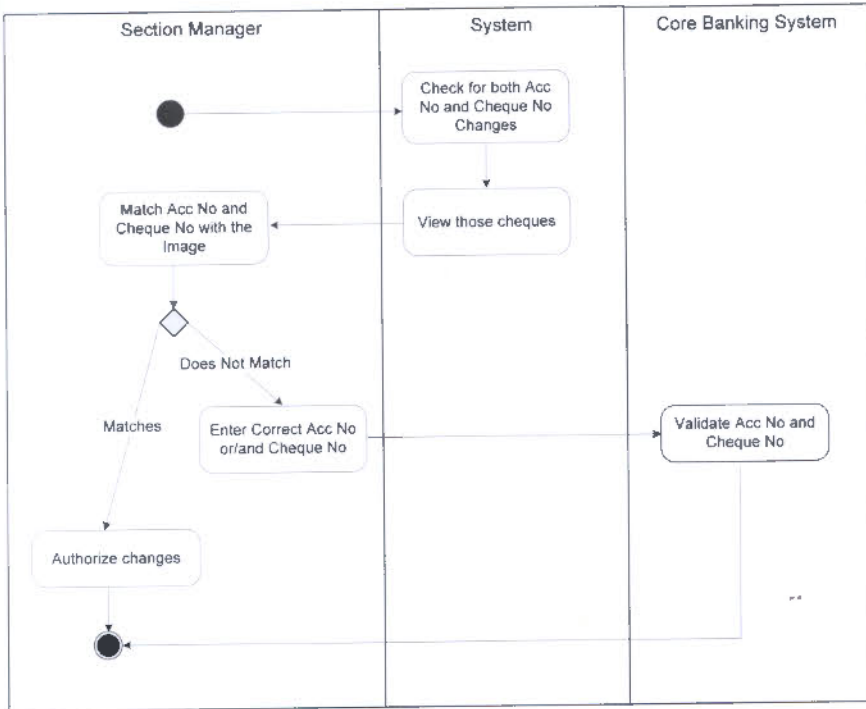 Section Manager
System
Core Banking System
Check for both Acc
No and Cheque No
Changes
View those cheques
Match Acc No and
Cheque No with the
Image
Does Not Match
Matches
Enter Correct Acc No
or/and Cheque No
Validate Acc No and
Cheque No
Authorize changes